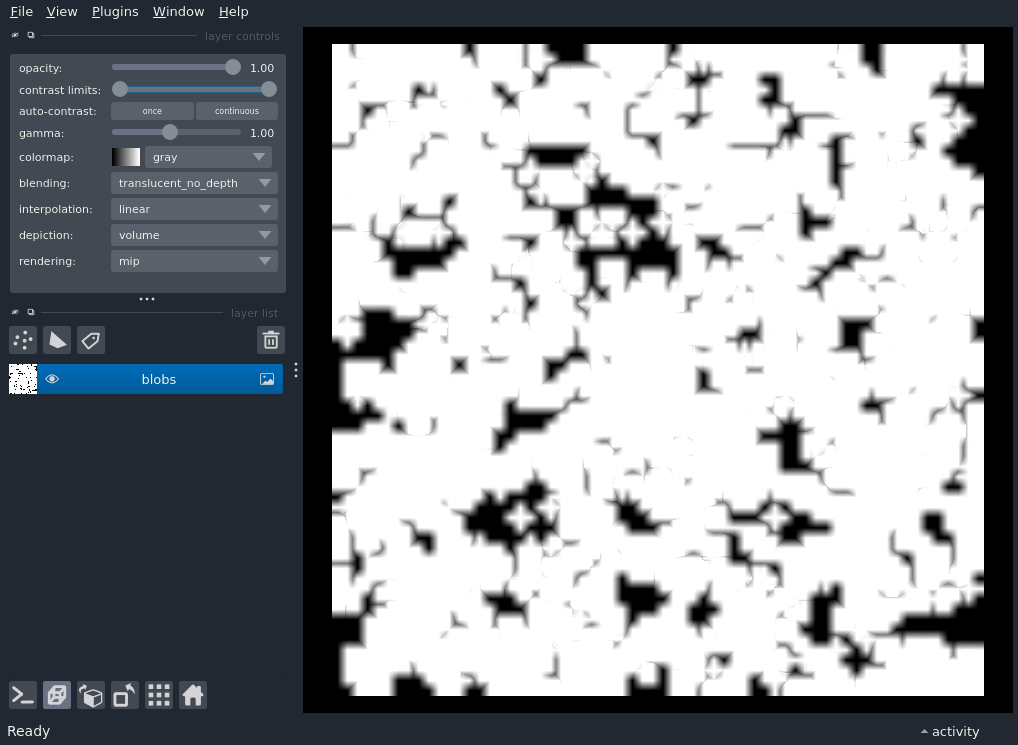 File View Plugins Window Help
layer controls
opacity: 1.00
contrast limits:
auto-contrast: once continuous
gamma: 1.00
colormap: gray
blending: translucent_no_depth
interpolation: linear
depiction: volume
rendering: mip
layer list
blobs
Ready
activity